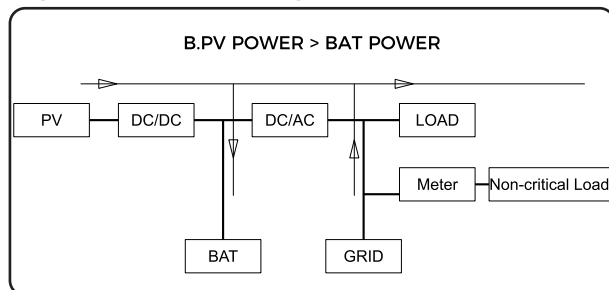 B.PV POWER > BAT POWER
PV
DC/DC
DC/AC
LOAD
Meter
Non-critical Load
BAT
GRID